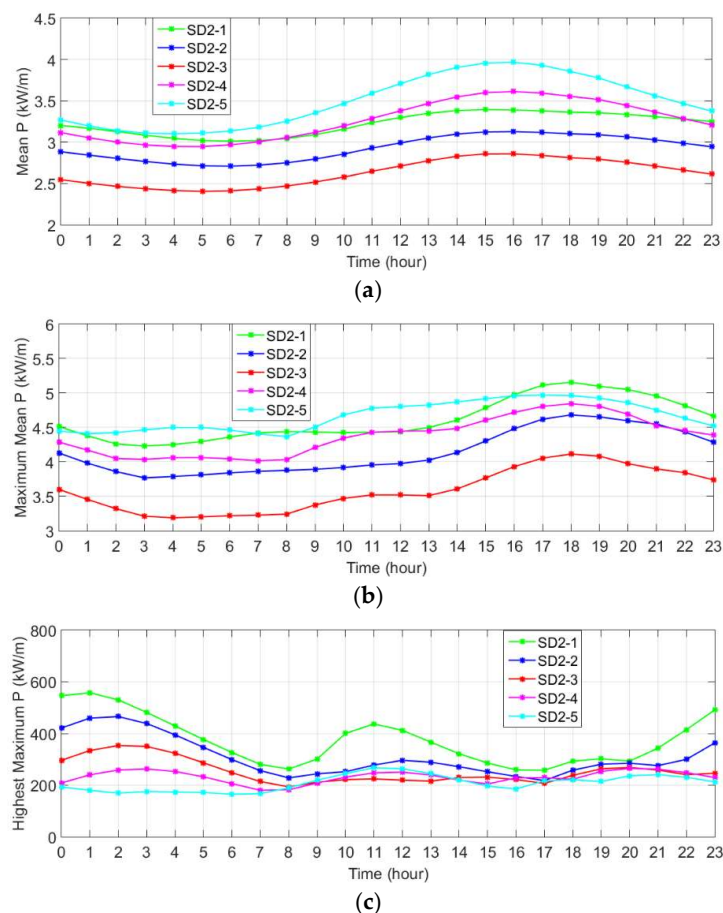 4.5
4
3.5
3
2.5
2
Mean P (kW/m)
SD2-1
SD2-2
SD2-3
SD2-4
SD2-5
0 1 2 3 4 5 6 7 8 9 10 11 12 13 14 15 16 17 18 19 20 21 22 23
Time (hour)
(a)
6
5.5
5
4.5
4
3.5
3
Maximum Mean P (kW/m)
SD2-1
SD2-2
SD2-3
SD2-4
SD2-5
0 1 2 3 4 5 6 7 8 9 10 11 12 13 14 15 16 17 18 19 20 21 22 23
Time (hour)
(b)
800
600
400
200
0
Highest Maximum P (kW/m)
SD2-1
SD2-2
SD2-3
SD2-4
SD2-5
0 1 2 3 4 5 6 7 8 9 10 11 12 13 14 15 16 17 18 19 20 21 22 23
Time (hour)
(c)